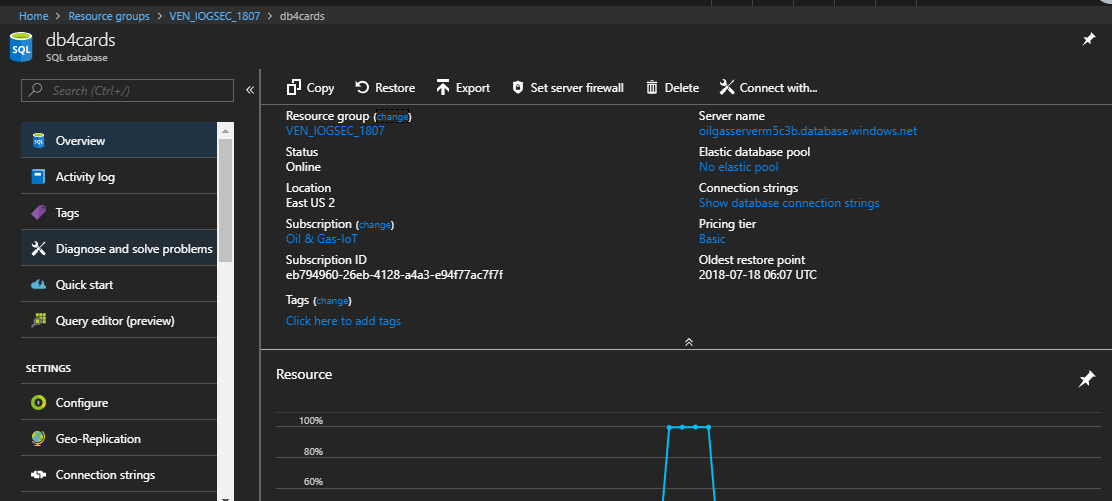 Home > Resource groups > VEN_IOGSEC_1807 > db4cards
db4cards
SQL database
SQL
Search (Ctrl+/)
«
Overview
Activity log
Tags
Diagnose and solve problems
Quick start
Query editor (preview)
SETTINGS
Configure
Geo-Replication
Connection strings
Copy Restore Export Set server firewall Delete Connect with...
Resource group (change)
VEN_IOGSEC_1807
Status
Online
Location
East US 2
Subscription (change)
Oil & Gas-IoT
Subscription ID
eb794960-26eb-4128-a4a3-e94f77ac7f7f
Tags (change)
Click here to add tags
Server name
oilgasserverm5c3b.database.windows.net
Elastic database pool
No elastic pool
Connection strings
Show database connection strings
Pricing tier
Basic
Oldest restore point
2018-07-18 06:07 UTC
Resource
100%
80%
60%